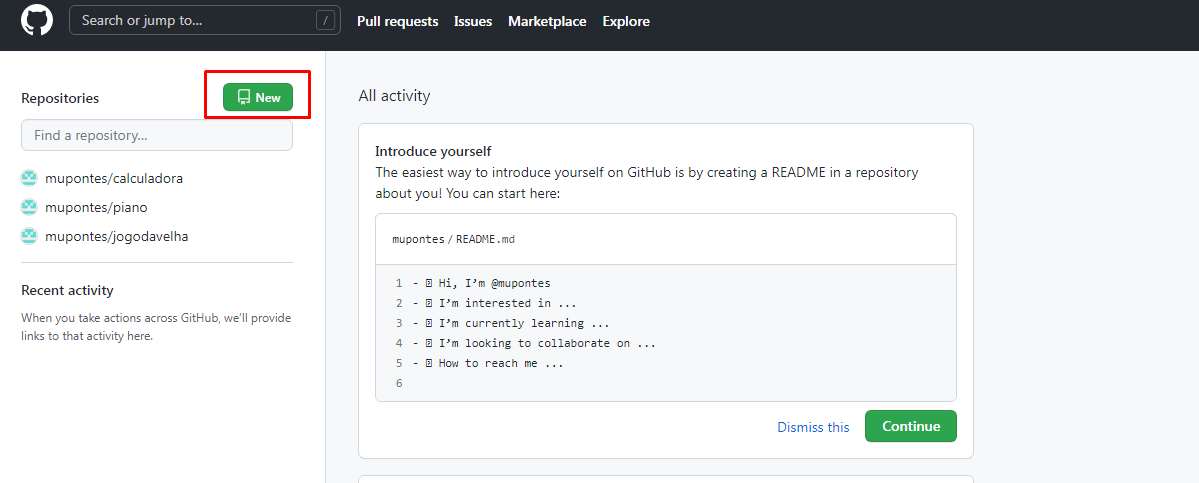 Search or jump to...
/
Pull requests
Issues
Marketplace
Explore
Repositories
New
Find a repository...
mupontes/calculadora
mupontes/piano
mupontes/jogodavelha
Recent activity
When you take actions across GitHub, we'll provide
links to that activity here.
All activity
Introduce yourself
The easiest way to introduce yourself on GitHub is by creating a README in a repository
about you! You can start here:
mupontes / README.md
1 - Hi, I'm @mupontes
2 - I'm interested in ...
3 - I'm currently learning ...
4 - I'm looking to collaborate on ...
5 - How to reach me ...
6
Dismiss this
Continue